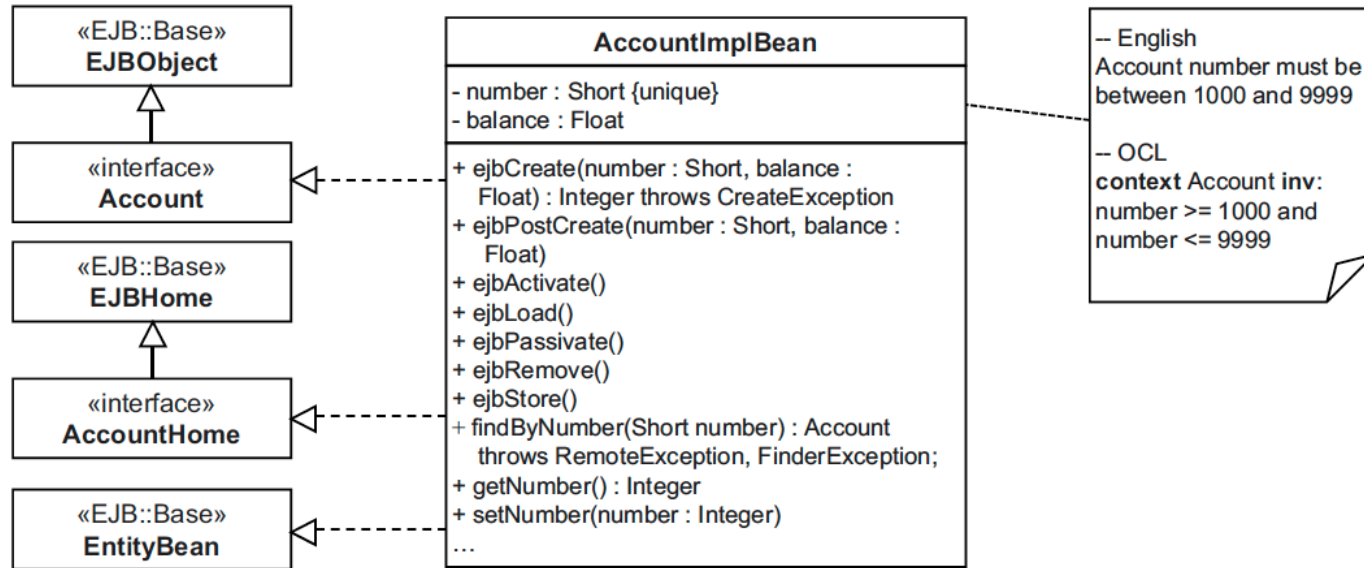 «EJB::Base»
EJBObject
«interface»
Account
«EJB::Base»
EJBHome
«interface»
AccountHome
«EJB::Base»
EntityBean
AccountImplBean
- number : Short {unique}
- balance : Float
+ ejbCreate(number : Short, balance :
Float) : Integer throws CreateException
+ ejbPostCreate(number : Short, balance :
Float)
+ ejbActivate()
+ ejbLoad()
+ ejbPassivate()
+ ejbRemove()
+ ejbStore()
+ findByNumber(Short number) : Account
throws RemoteException, FinderException;
+ getNumber() : Integer
+ setNumber(number : Integer)
...
-- English
Account number must be
between 1000 and 9999
-- OCL
context Account inv:
number >= 1000 and
number <= 9999